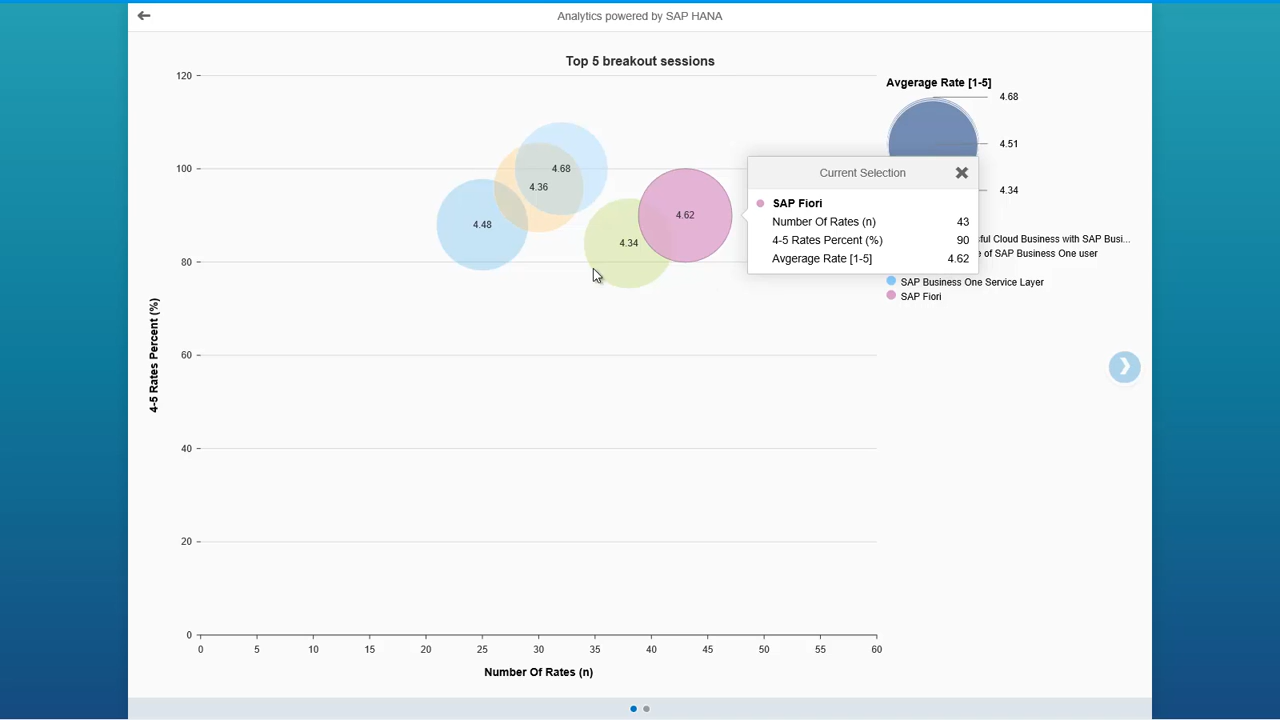 Analytics powered by SAP HANA
Top 5 breakout sessions
Avgerage Rate [1-5]
4.68
4.51
4.34
120
100
80
60
40
20
0
4-5 Rates Percent (%)
4.68
4.36
4.48
4.34
4.62
Current Selection
SAP Fiori
Number Of Rates (n) 43
4-5 Rates Percent (%) 90
Avgerage Rate [1-5] 4.62
Cloud Business with SAP Busi...
of SAP Business One user
SAP Business One Service Layer
SAP Fiori
0 5 10 15 20 25 30 35 40 45 50 55 60
Number Of Rates (n)